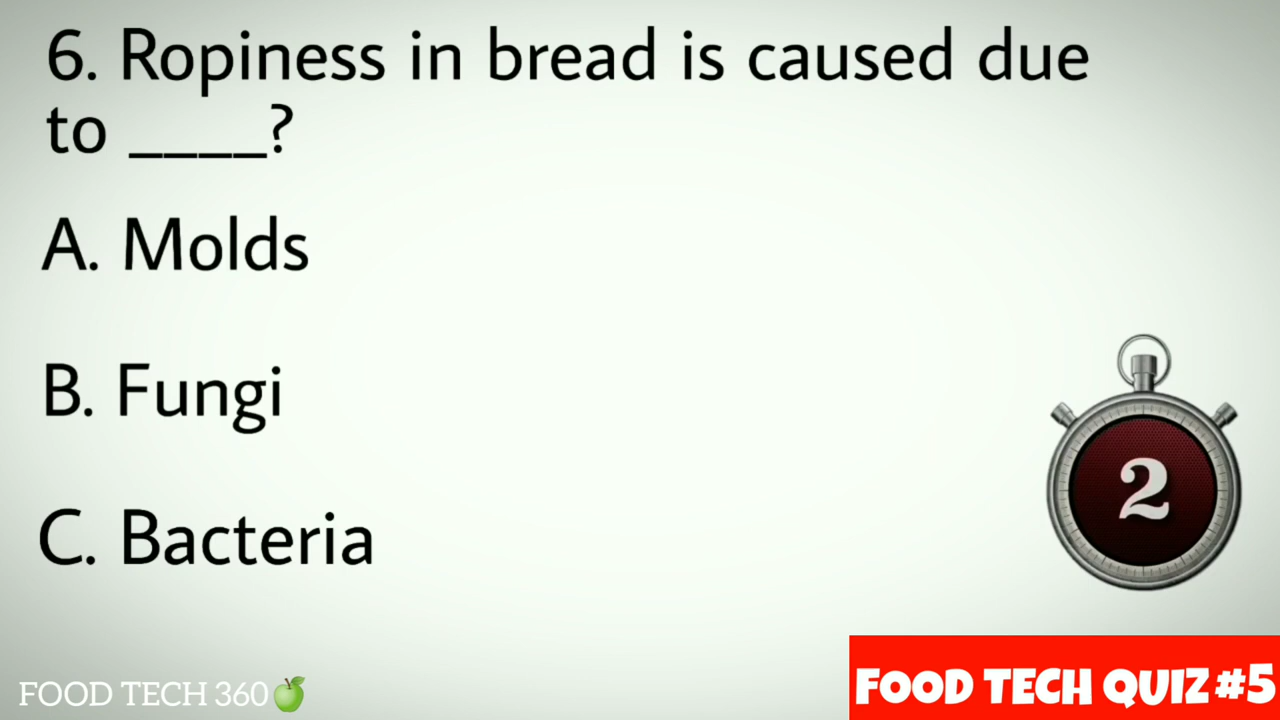 6. Ropiness in bread is caused due
to ____?
A. Molds
B. Fungi
C. Bacteria
2
FOOD TECH 360
FOOD TECH QUIZ #5